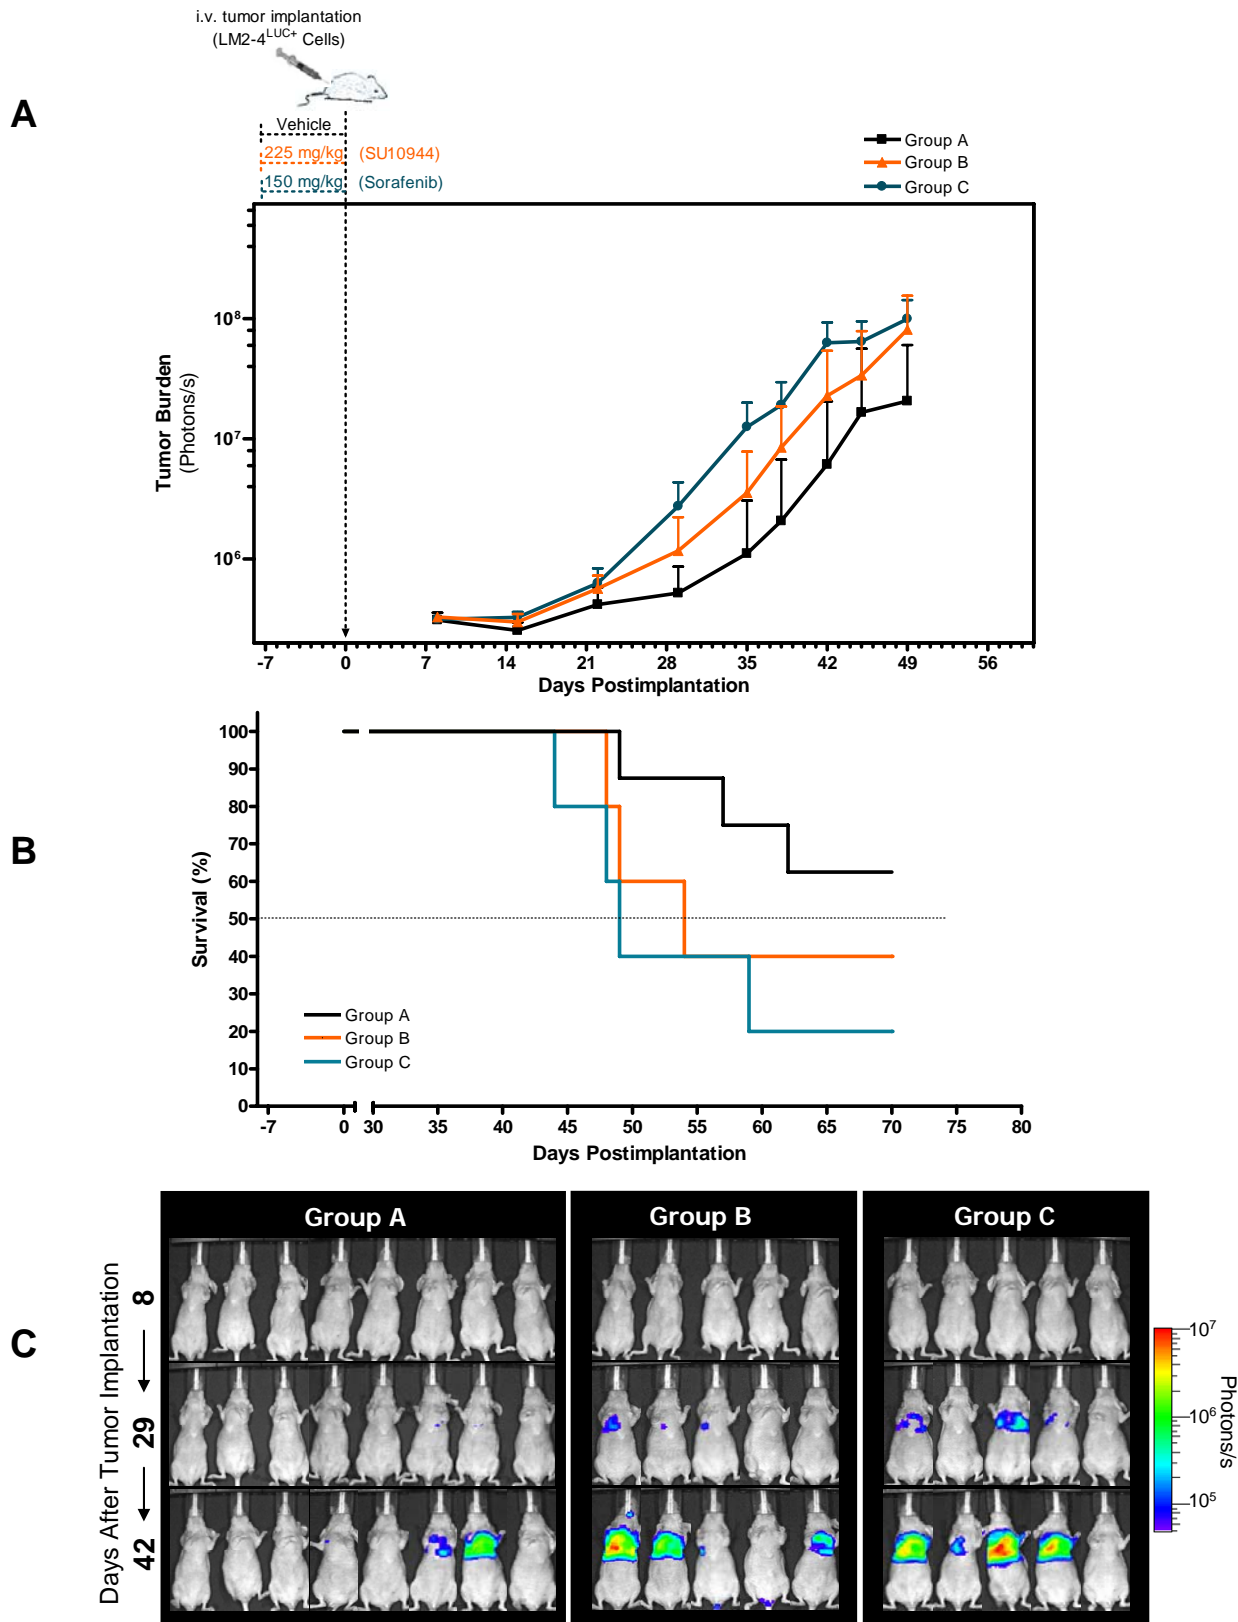 i.v. tumor implantation
(LM2-4LUC+ Cells)
A
Vehicle
225 mg/kg (SU10944)
150 mg/kg (Sorafenib)
Group A
Group B
Group C
10⁸
10⁷
10⁶
Tumor Burden
(Photons/s)
-7 0 7 14 21 28 35 42 49 56
Days Postimplantation
B
100
90
80
70
60
50
40
30
20
10
0
Survival (%)
Group A
Group B
Group C
-7 0 30 35 40 45 50 55 60 65 70 75 80
Days Postimplantation
C
Group A Group B Group C
Days After Tumor Implantation
8
29
42
10⁷
10⁶
10⁵
Photons/s